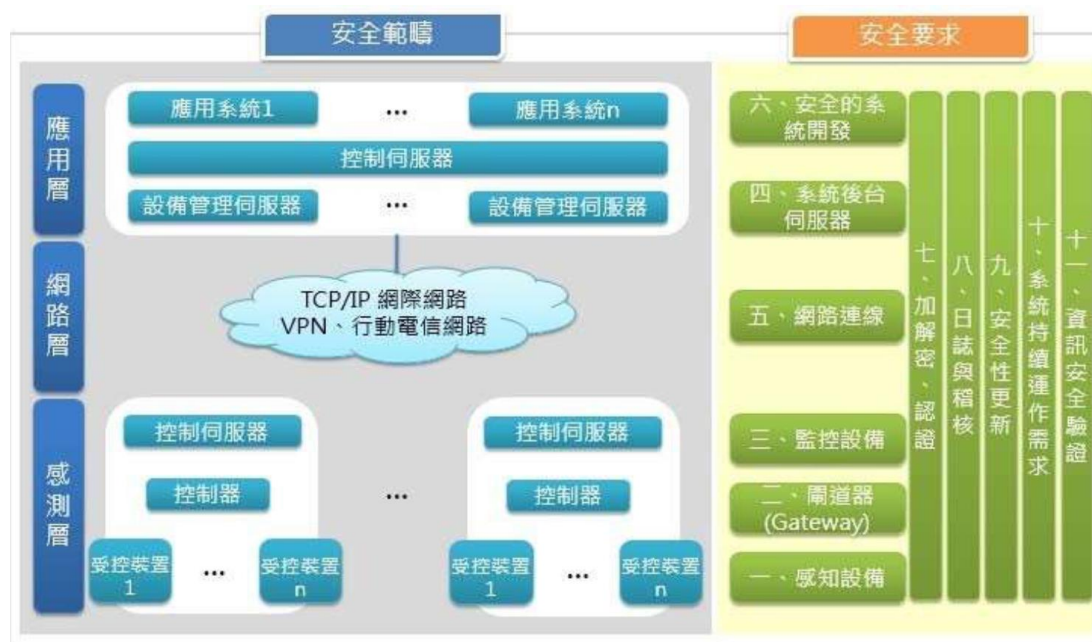 安全範疇
安全要求
應用層
應用系統1
...
應用系統n
控制伺服器
設備管理伺服器
...
設備管理伺服器
網路層
TCP/IP 網際網路
VPN、行動電信網路
感測層
控制伺服器
控制器
受控裝置
1
...
受控裝置
n
...
控制伺服器
控制器
受控裝置
1
...
受控裝置
n
六、安全的系
統開發
四、系統後台
伺服器
五、網路連線
三、監控設備
二、閘道器
(Gateway)
一、感知設備
七、加解密、認證
八、日誌與稽核
九、安全性更新
十、系統持續運作需求
十一、資訊安全驗證